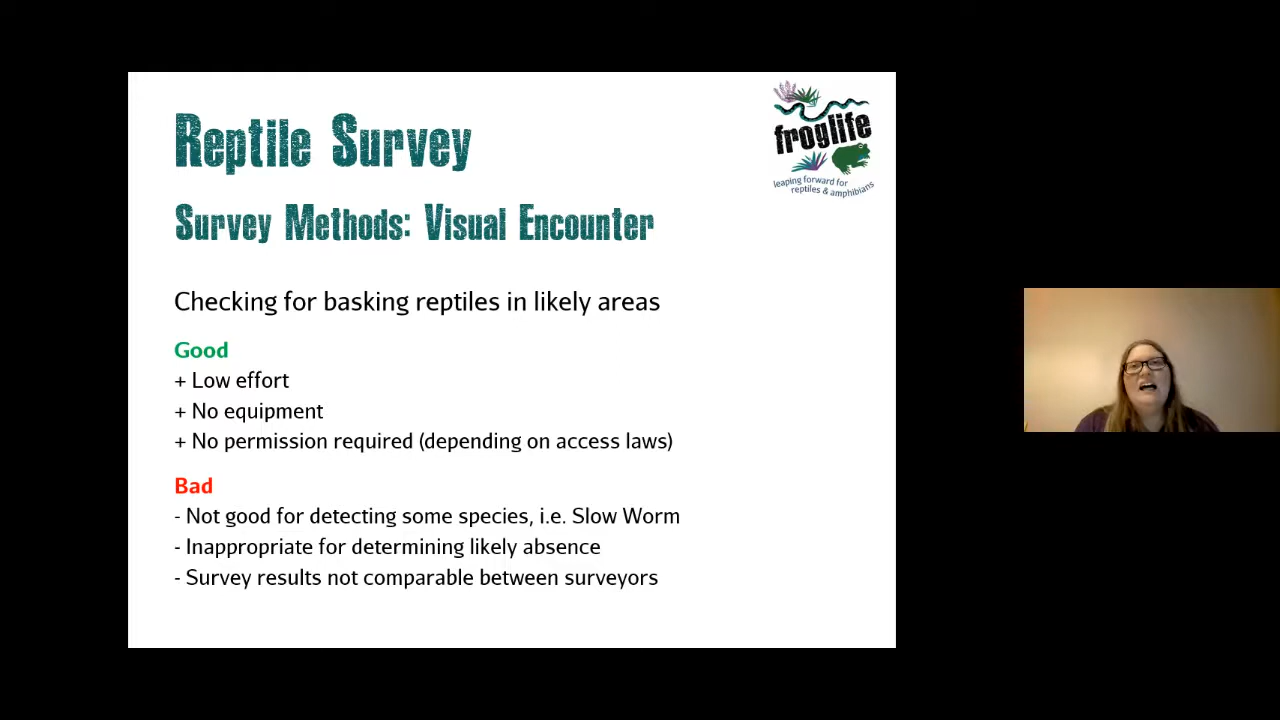 Reptile Survey
froglife
leaping forward for
reptiles & amphibians
Survey Methods: Visual Encounter
Checking for basking reptiles in likely areas
Good
+ Low effort
+ No equipment
+ No permission required (depending on access laws)
Bad
- Not good for detecting some species, i.e. Slow Worm
- Inappropriate for determining likely absence
- Survey results not comparable between surveyors